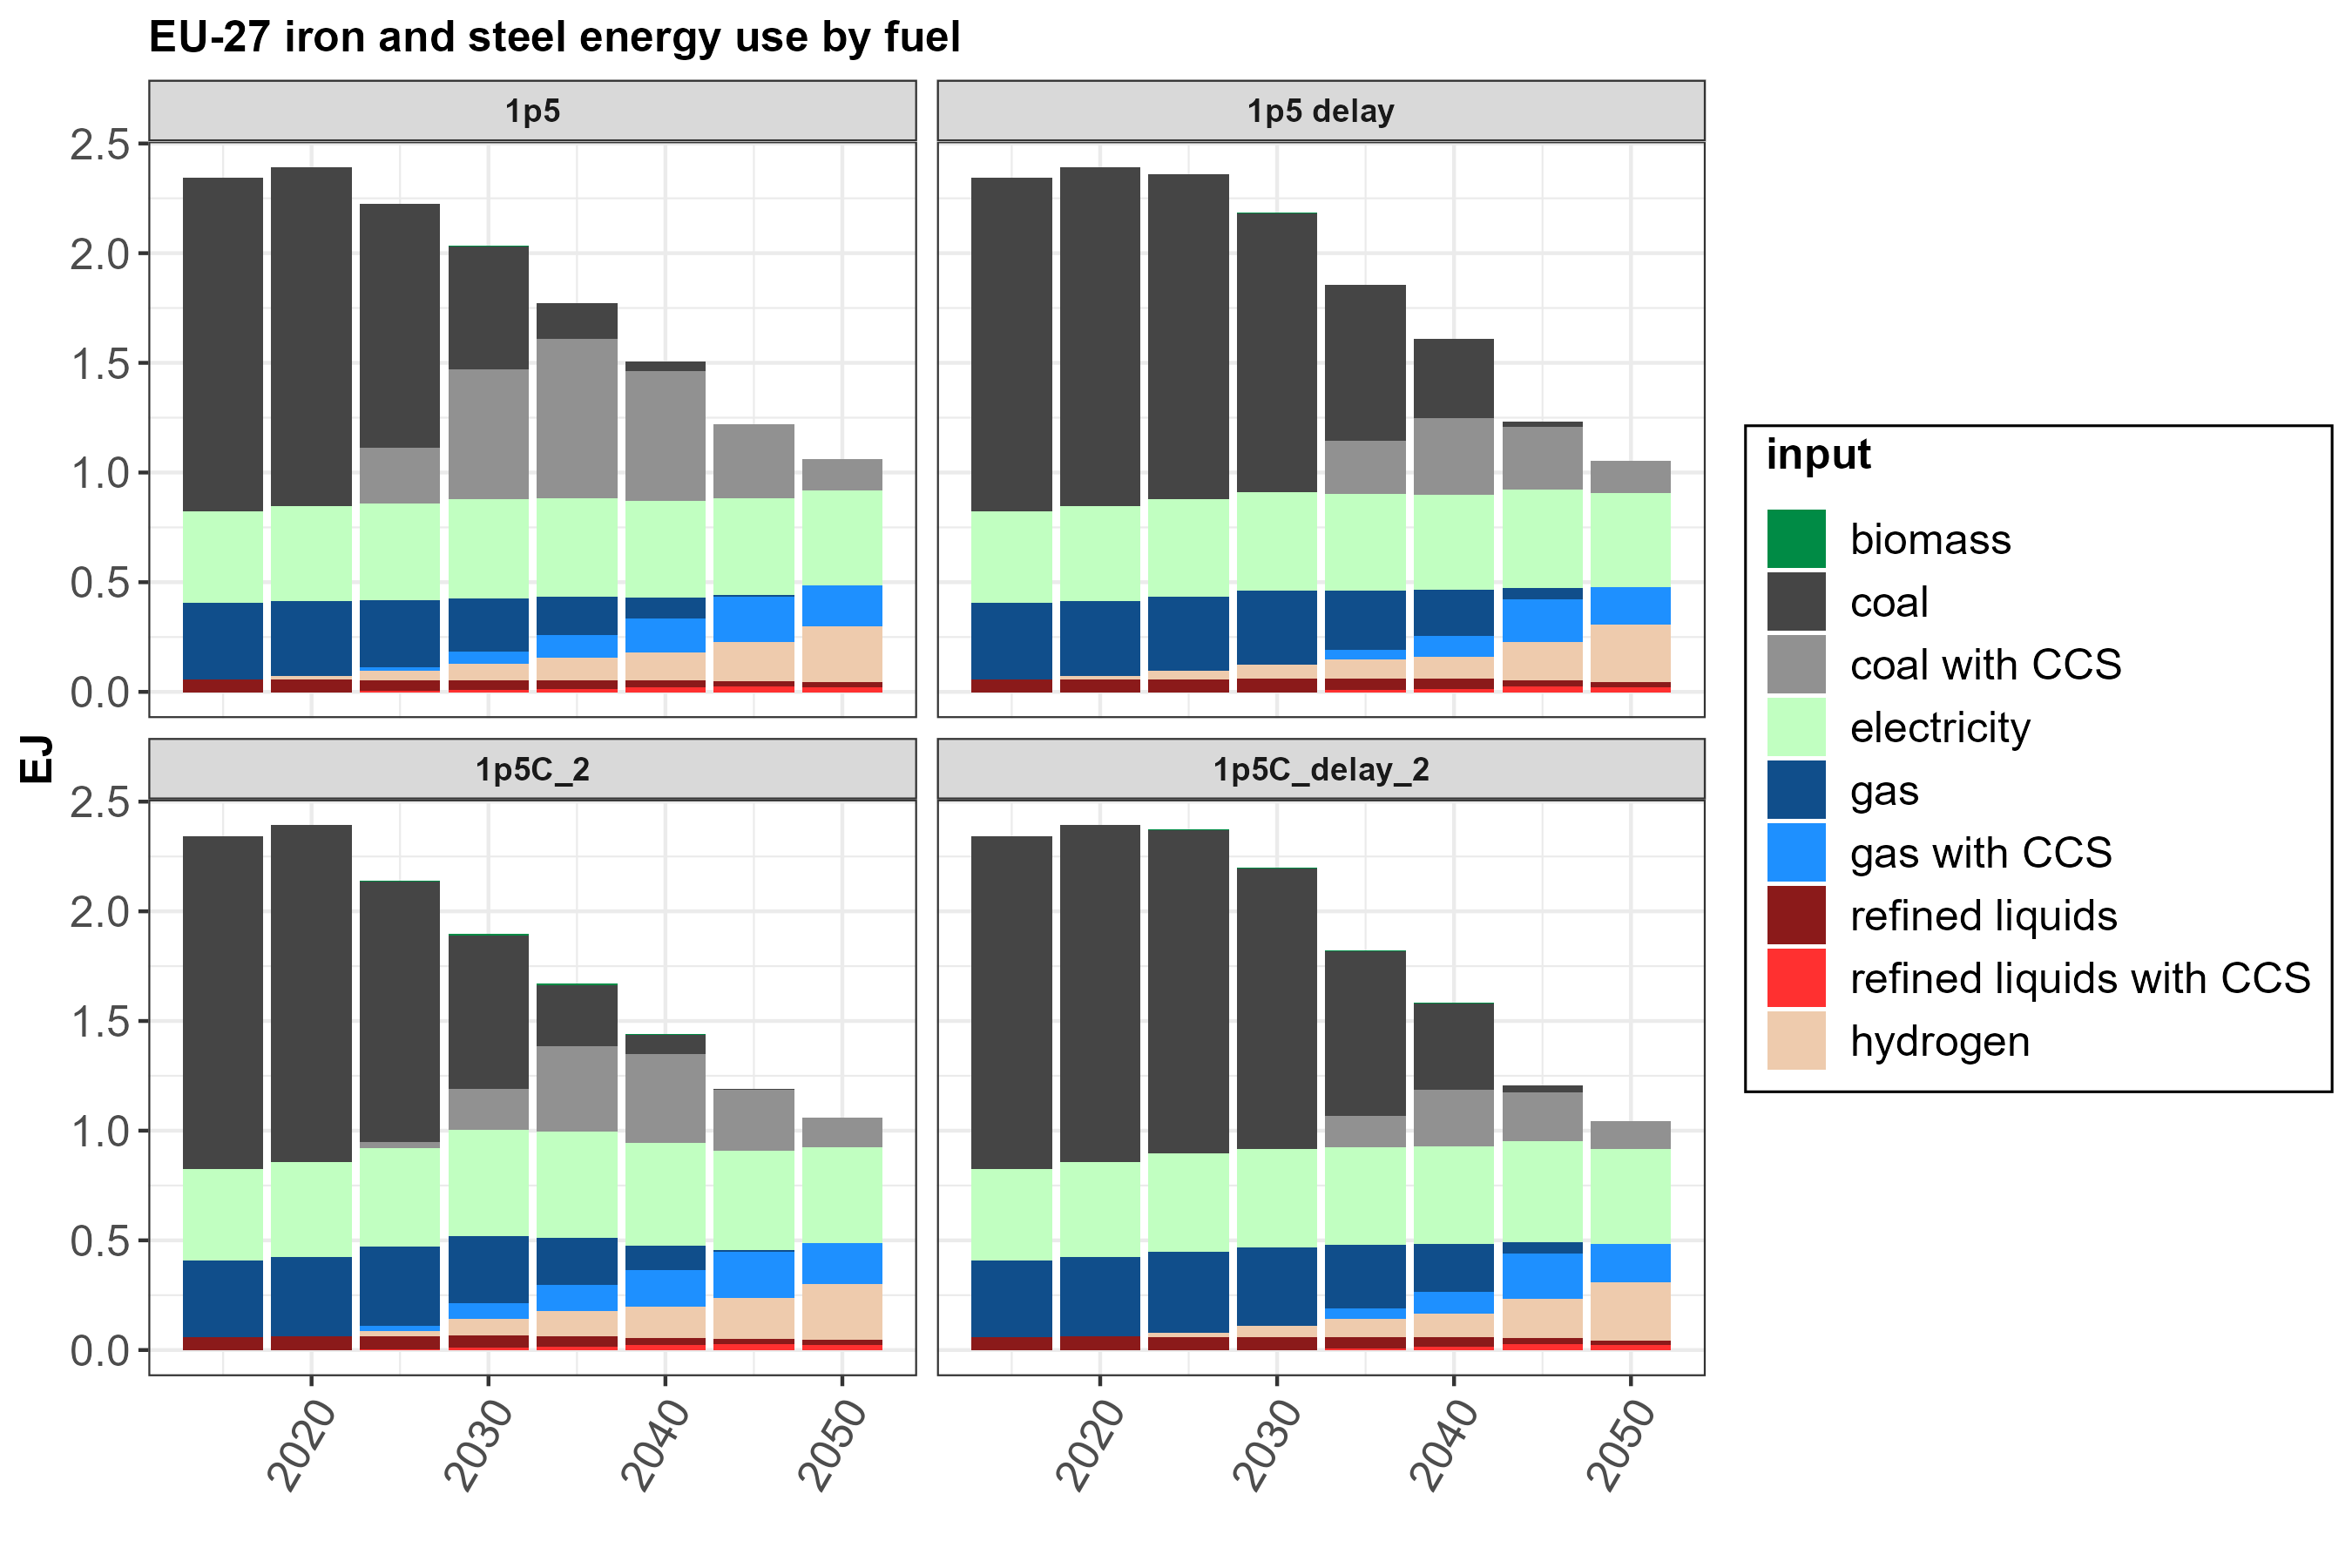 EU-27 iron and steel energy use by fuel
1p5
1p5 delay
2.5
2.0
1.5
1.0
0.5
0.0
EJ
1p5C_2
1p5C_delay_2
2.5
2.0
1.5
1.0
0.5
0.0
2020
2030
2040
2050
2020
2030
2040
2050
input
biomass
coal
coal with CCS
electricity
gas
gas with CCS
refined liquids
refined liquids with CCS
hydrogen